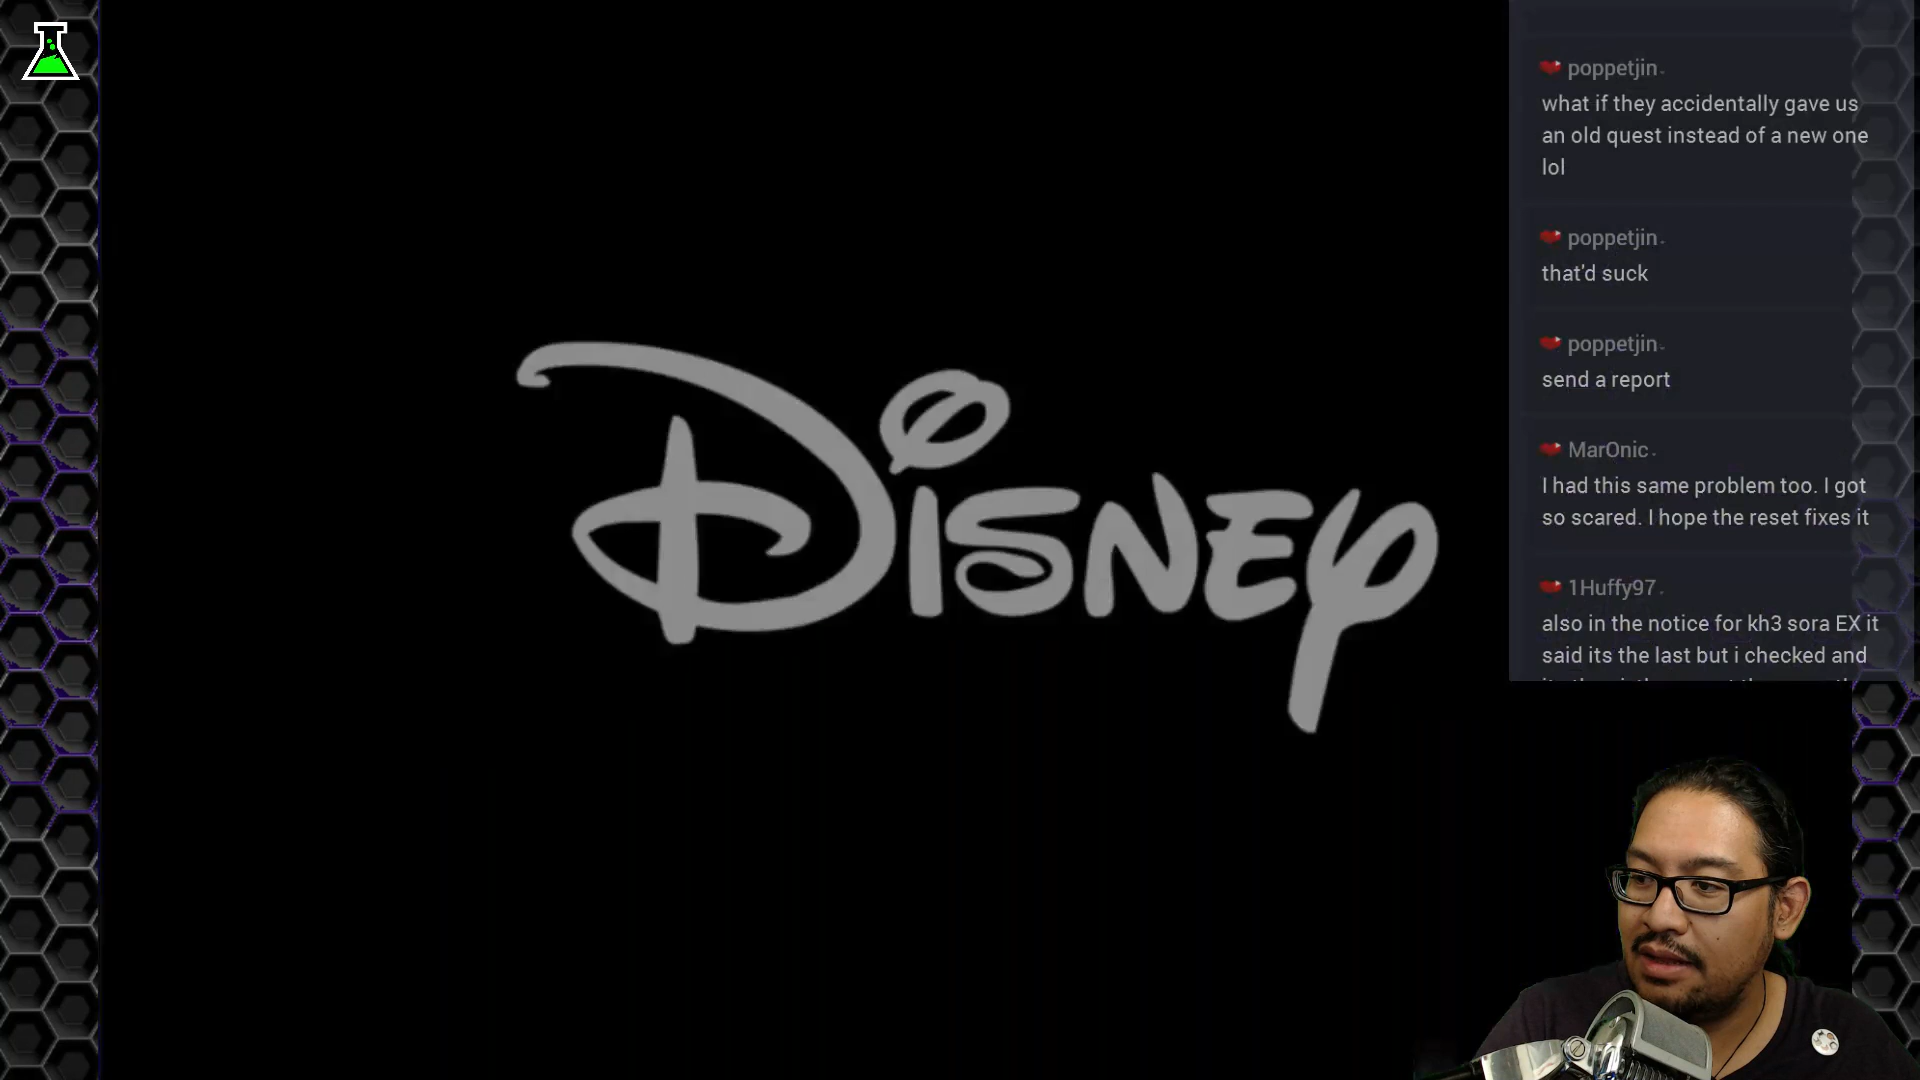 DISNEY
poppetjin
what if they accidentally gave us
an old quest instead of a new one
lol
poppetjin
that'd suck
poppetjin
send a report
MarOnic
I had this same problem too. I got
so scared. I hope the reset fixes it
1Huffy97
also in the notice for kh3 sora EX it
said its the last but i checked and